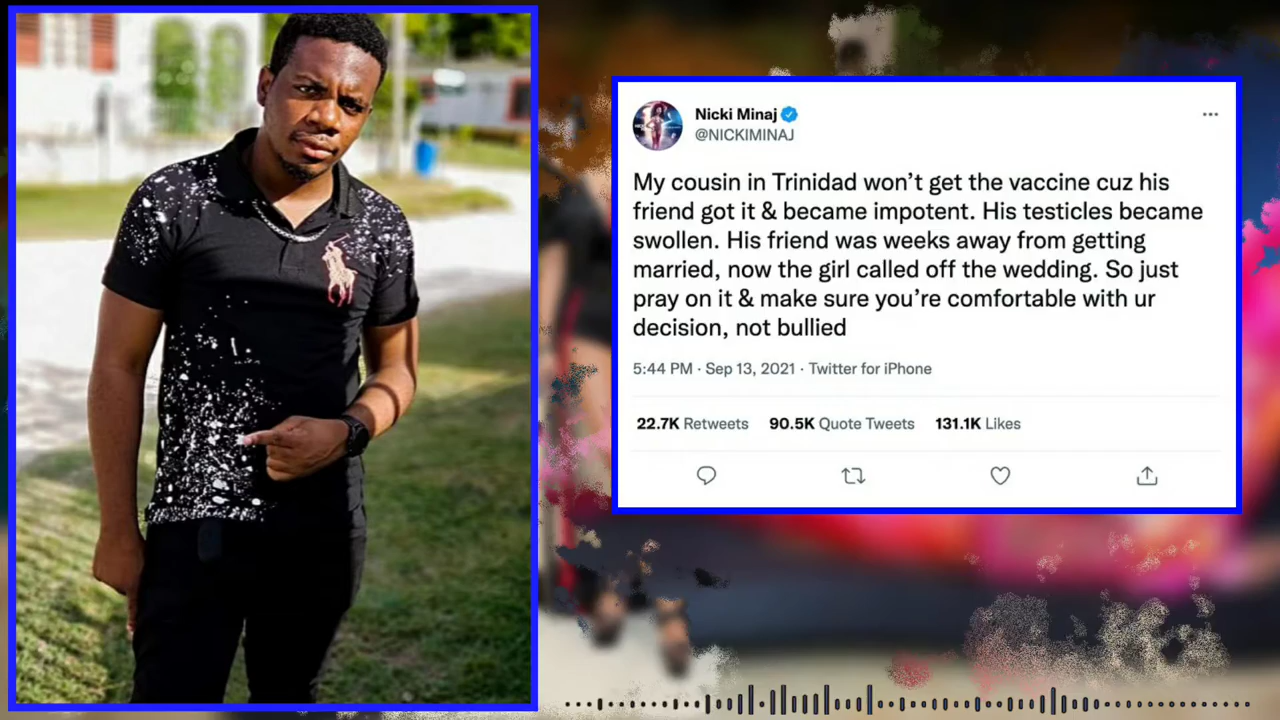 Nicki Minaj
@NICKIMINAJ
My cousin in Trinidad won’t get the vaccine cuz his
friend got it & became impotent. His testicles became
swollen. His friend was weeks away from getting
married, now the girl called off the wedding. So just
pray on it & make sure you’re comfortable with ur
decision, not bullied
5:44 PM · Sep 13, 2021 · Twitter for iPhone
22.7K Retweets 90.5K Quote Tweets 131.1K Likes